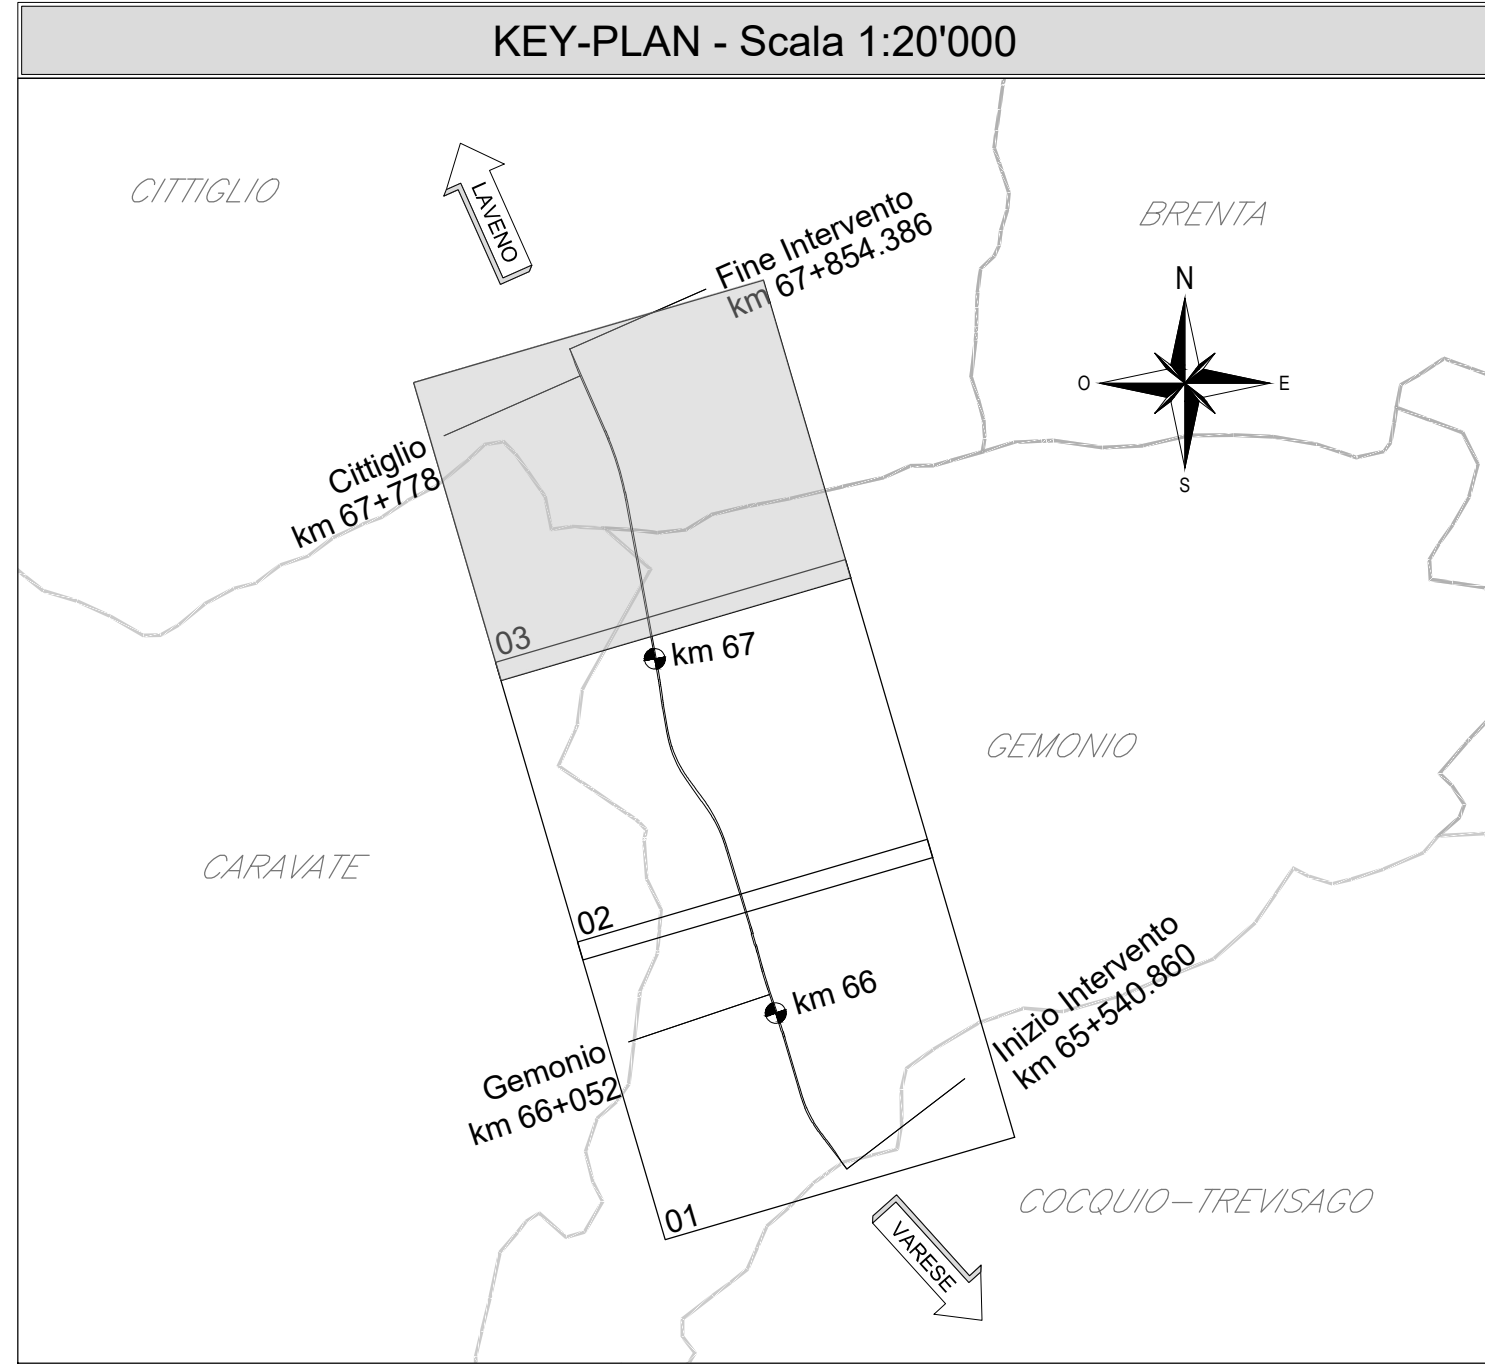 KEY-PLAN - Scala 1:20'000
CITTIGLIO
LAVENO
BRENTA
Fine Intervento
km 67+854.386
N
O
E
S
Cittiglio
km 67+778
03
km 67
GEMONIO
CARAVATE
02
km 66
Inizio Intervento
km 65+540.860
Gemonio
km 66+052
01
COCQUIO-TREVISAGO
VARESE